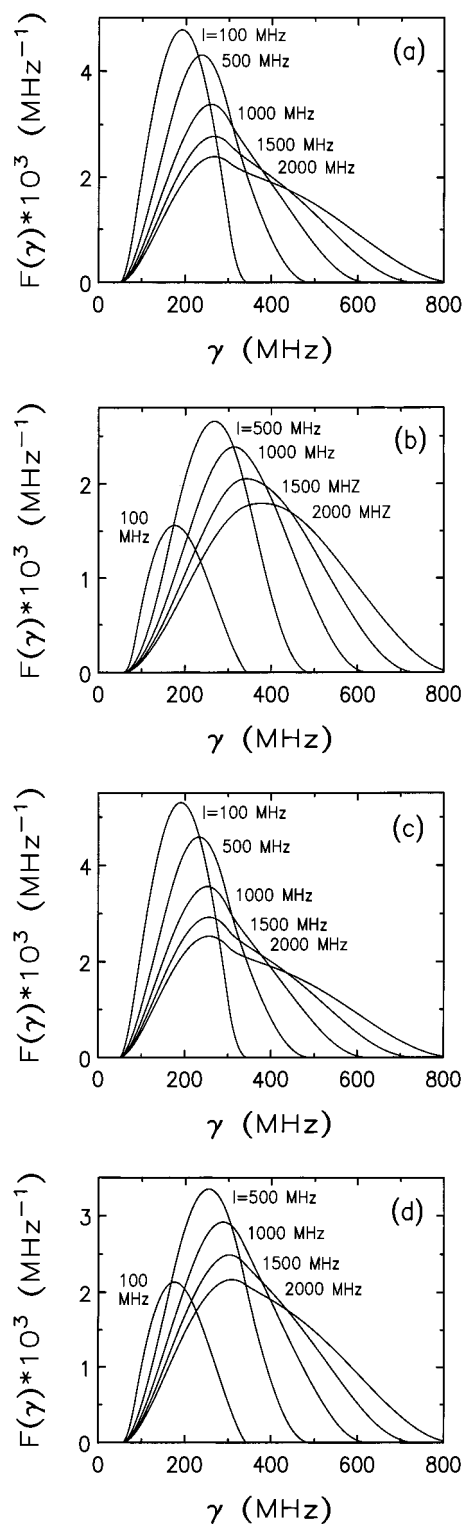 (a)
I=100 MHz
500 MHz
1000 MHz
1500 MHz
2000 MHz
F(γ)*10³ (MHz⁻¹)
4
2
0
0 200 400 600 800
γ (MHz)
(b)
I=500 MHz
1000 MHz
1500 MHZ
2000 MHZ
100
MHz
F(γ)*10³ (MHz⁻¹)
2
1
0
0 200 400 600 800
γ (MHz)
(c)
I=100 MHz
500 MHz
1000 MHz
1500 MHz
2000 MHz
F(γ)*10³ (MHz⁻¹)
4
2
0
0 200 400 600 800
γ (MHz)
(d)
I=500 MHz
1000 MHz
1500 MHz
2000 MHz
100
MHz
F(γ)*10³ (MHz⁻¹)
3
2
1
0
0 200 400 600 800
γ (MHz)